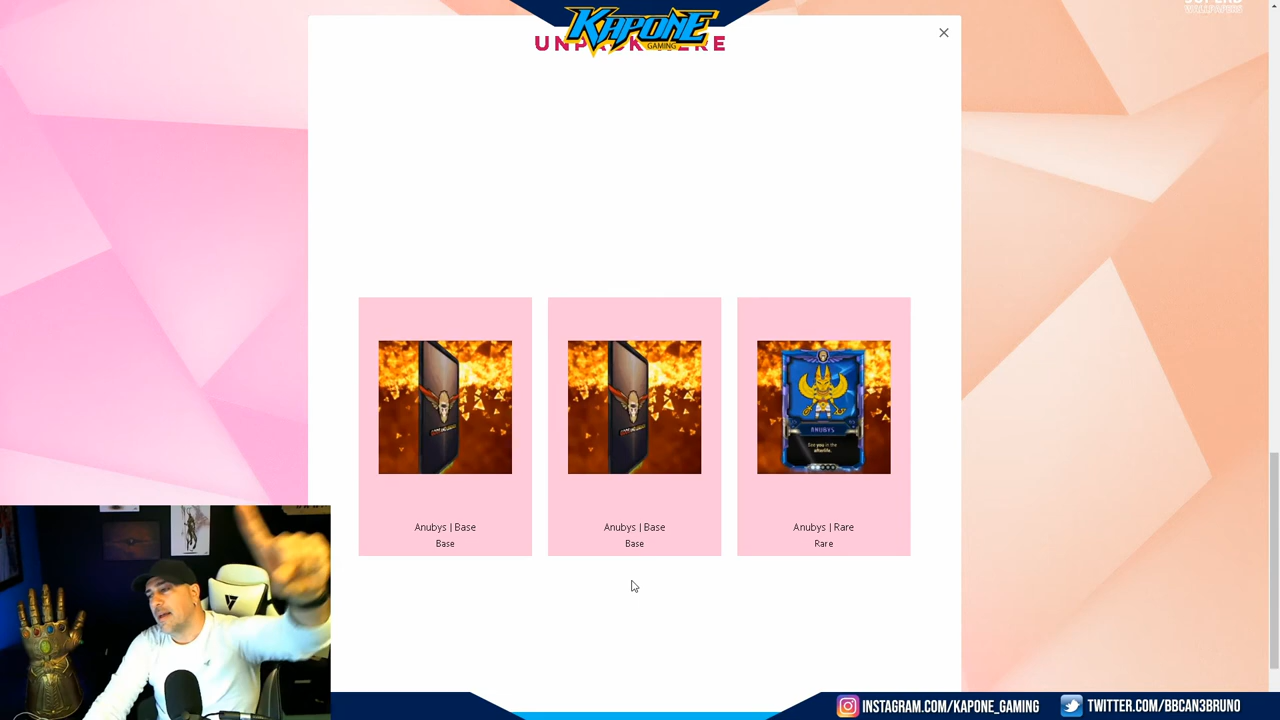 KAPONE
GAMING
WALLPAPERS
ANUBYS
See you in the
afterlife.
Anubys | Base
Base
Anubys | Base
Base
Anubys | Rare
Rare
INSTAGRAM.COM/KAPONE_GAMING
TWITTER.COM/BBCAN3BRUNO